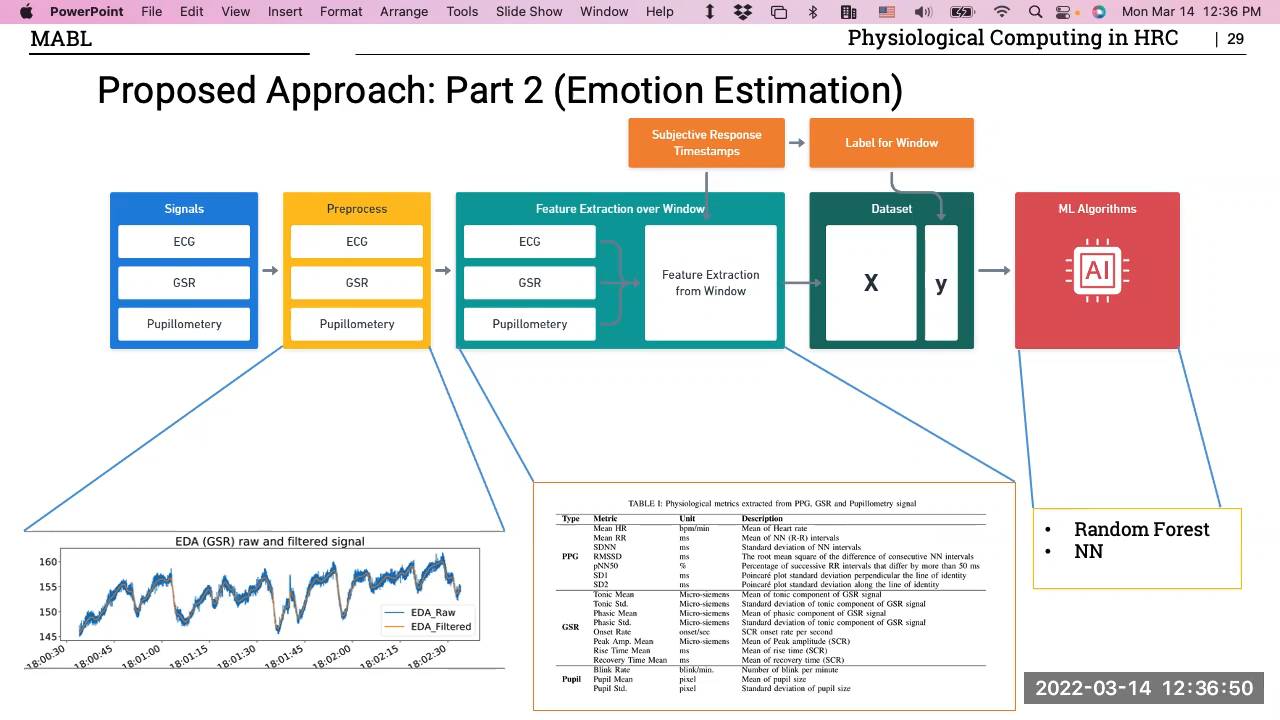 PowerPoint File Edit View Insert Format Arrange Tools Slide Show Window Help Mon Mar 14 12:36 PM
MABL
Physiological Computing in HRC | 29
Proposed Approach: Part 2 (Emotion Estimation)
Subjective Response
Timestamps
Label for Window
Signals
ECG
GSR
Pupillometery
Preprocess
ECG
GSR
Pupillometery
Feature Extraction over Window
ECG
GSR
Pupillometery
Feature Extraction
from Window
Dataset
X
y
ML Algorithms
AI
EDA (GSR) raw and filtered signal
160
155
150
145
EDA_Raw
EDA_Filtered
18:00:30 18:00:45 18:01:00 18:01:15 18:01:30 18:01:45 18:02:00 18:02:15 18:02:30
TABLE I: Physiological metrics extracted from PPG, GSR and Pupillometry signal
Type Metric Unit Description
PPG
Mean HR bpm/min Mean of Heart rate
Mean RR ms Mean of NN (R-R) intervals
SDNN ms Standard deviation of NN intervals
RMSSD ms The root mean square of the difference of consecutive NN intervals
pNN50 % Percentage of successive RR intervals that differ by more than 50 ms
SD1 ms Poincaré plot standard deviation perpendicular the line of identity
SD2 ms Poincaré plot standard deviation along the line of identity
GSR
Tonic Mean Micro-siemens Mean of tonic component of GSR signal
Tonic Std. Micro-siemens Standard deviation of tonic component of GSR signal
Phasic Mean Micro-siemens Mean of phasic component of GSR signal
Phasic Std. Micro-siemens Standard deviation of tonic component of GSR signal
Onset Rate onset/sec SCR onset rate per second
Peak Amp. Mean Micro-siemens Mean of Peak amplitude (SCR)
Rise Time Mean ms Mean of rise time (SCR)
Recovery Time Mean ms Mean of recovery time (SCR)
Pupil
Blink Rate blink/min. Number of blink per minute
Pupil Mean pixel Mean of pupil size
Pupil Std. pixel Standard deviation of pupil size
• Random Forest
• NN
2022-03-14 12:36:50